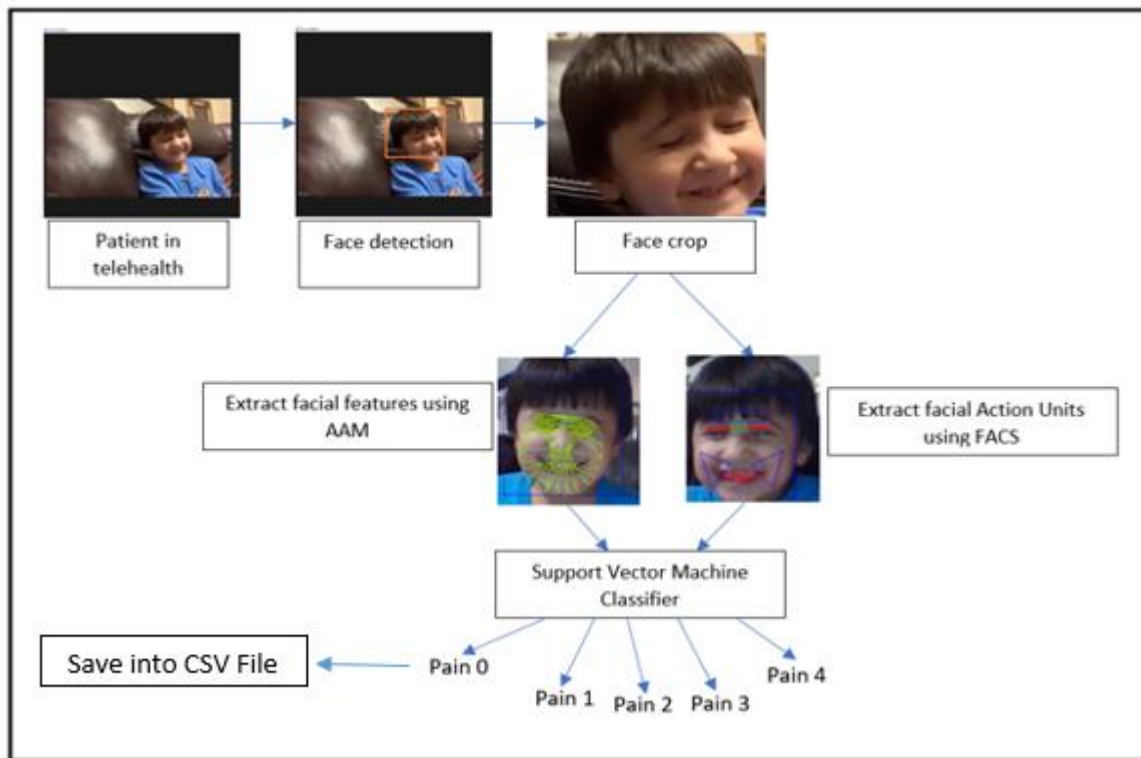 Patient in
telehealth
Face detection
Face crop
Extract facial features using
AAM
Extract facial Action Units
using FACS
Support Vector Machine
Classifier
Save into CSV File
Pain 0
Pain 1
Pain 2
Pain 3
Pain 4